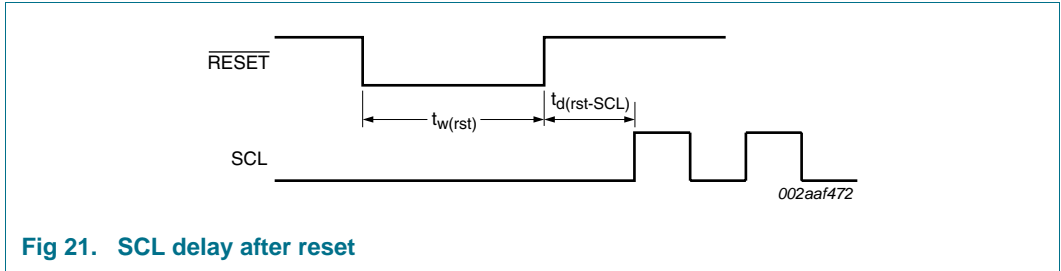 RESET
td(rst-SCL)
tw(rst)
SCL
002aaf472
Fig 21. SCL delay after reset